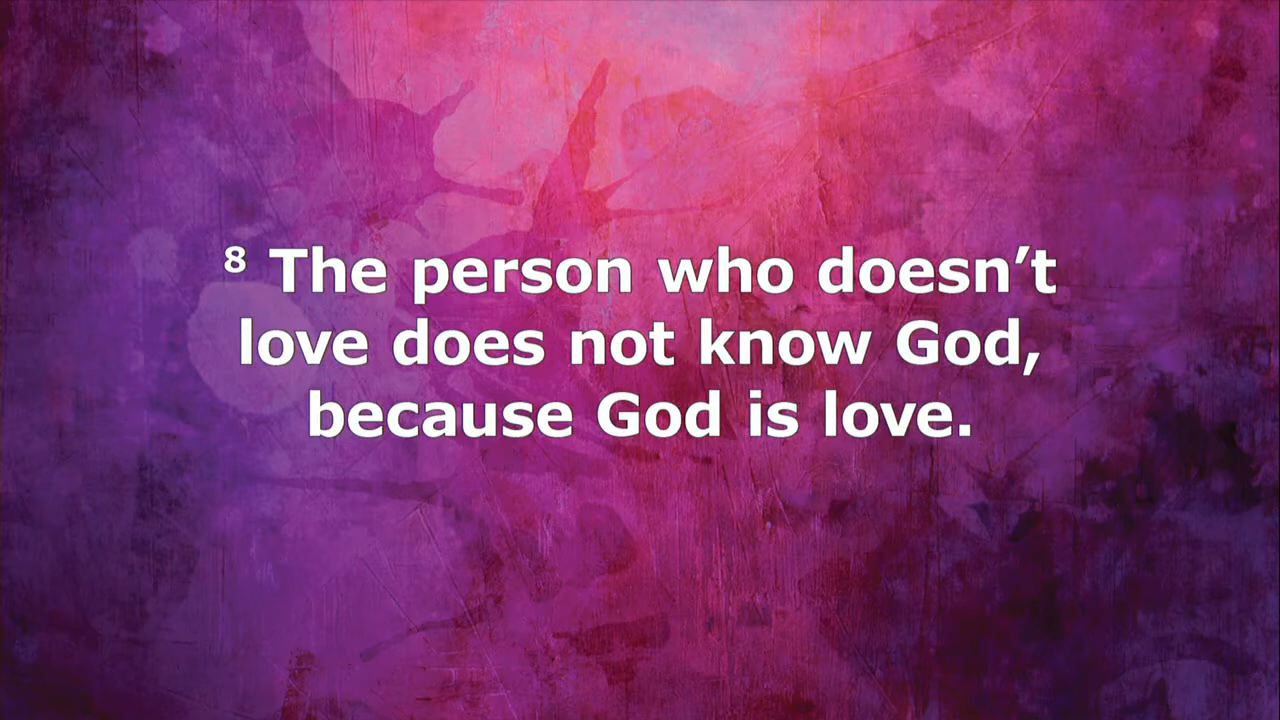 ⁸ The person who doesn’t
love does not know God,
because God is love.